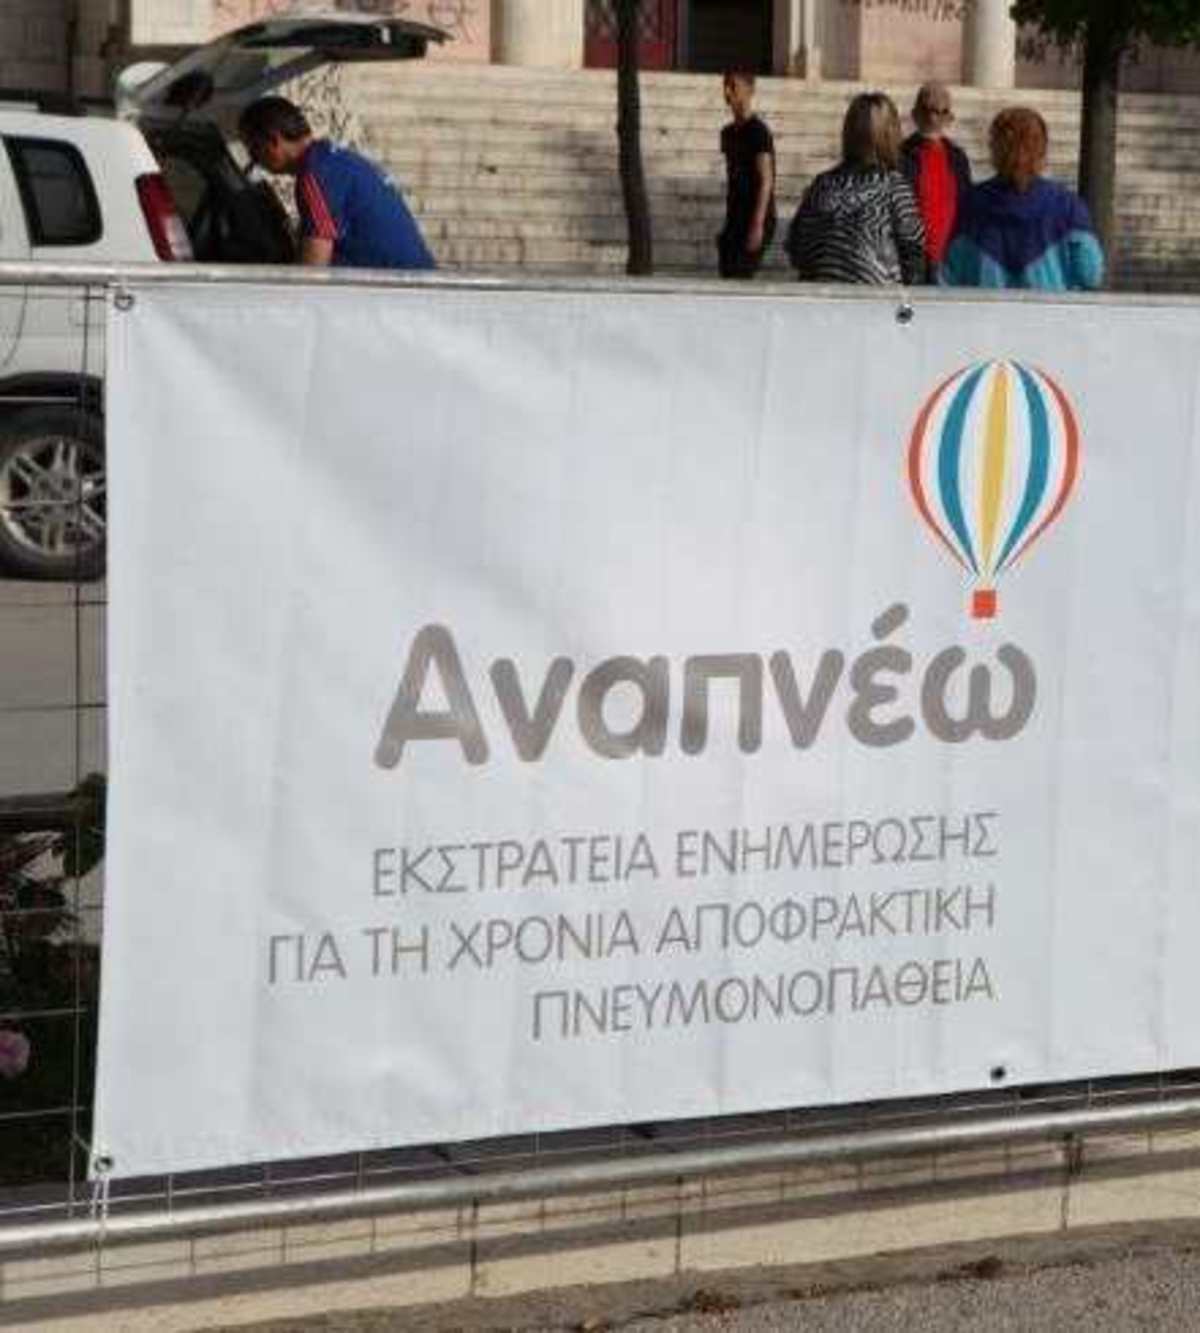 Αναπνέω
ΕΚΣΤΡΑΤΕΙΑ ΕΝΗΜΕΡΩΣΗΣ
ΓΙΑ ΤΗ ΧΡΟΝΙΑ ΑΠΟΦΡΑΚΤΙΚΗ
ΠΝΕΥΜΟΝΟΠΑΘΕΙΑ